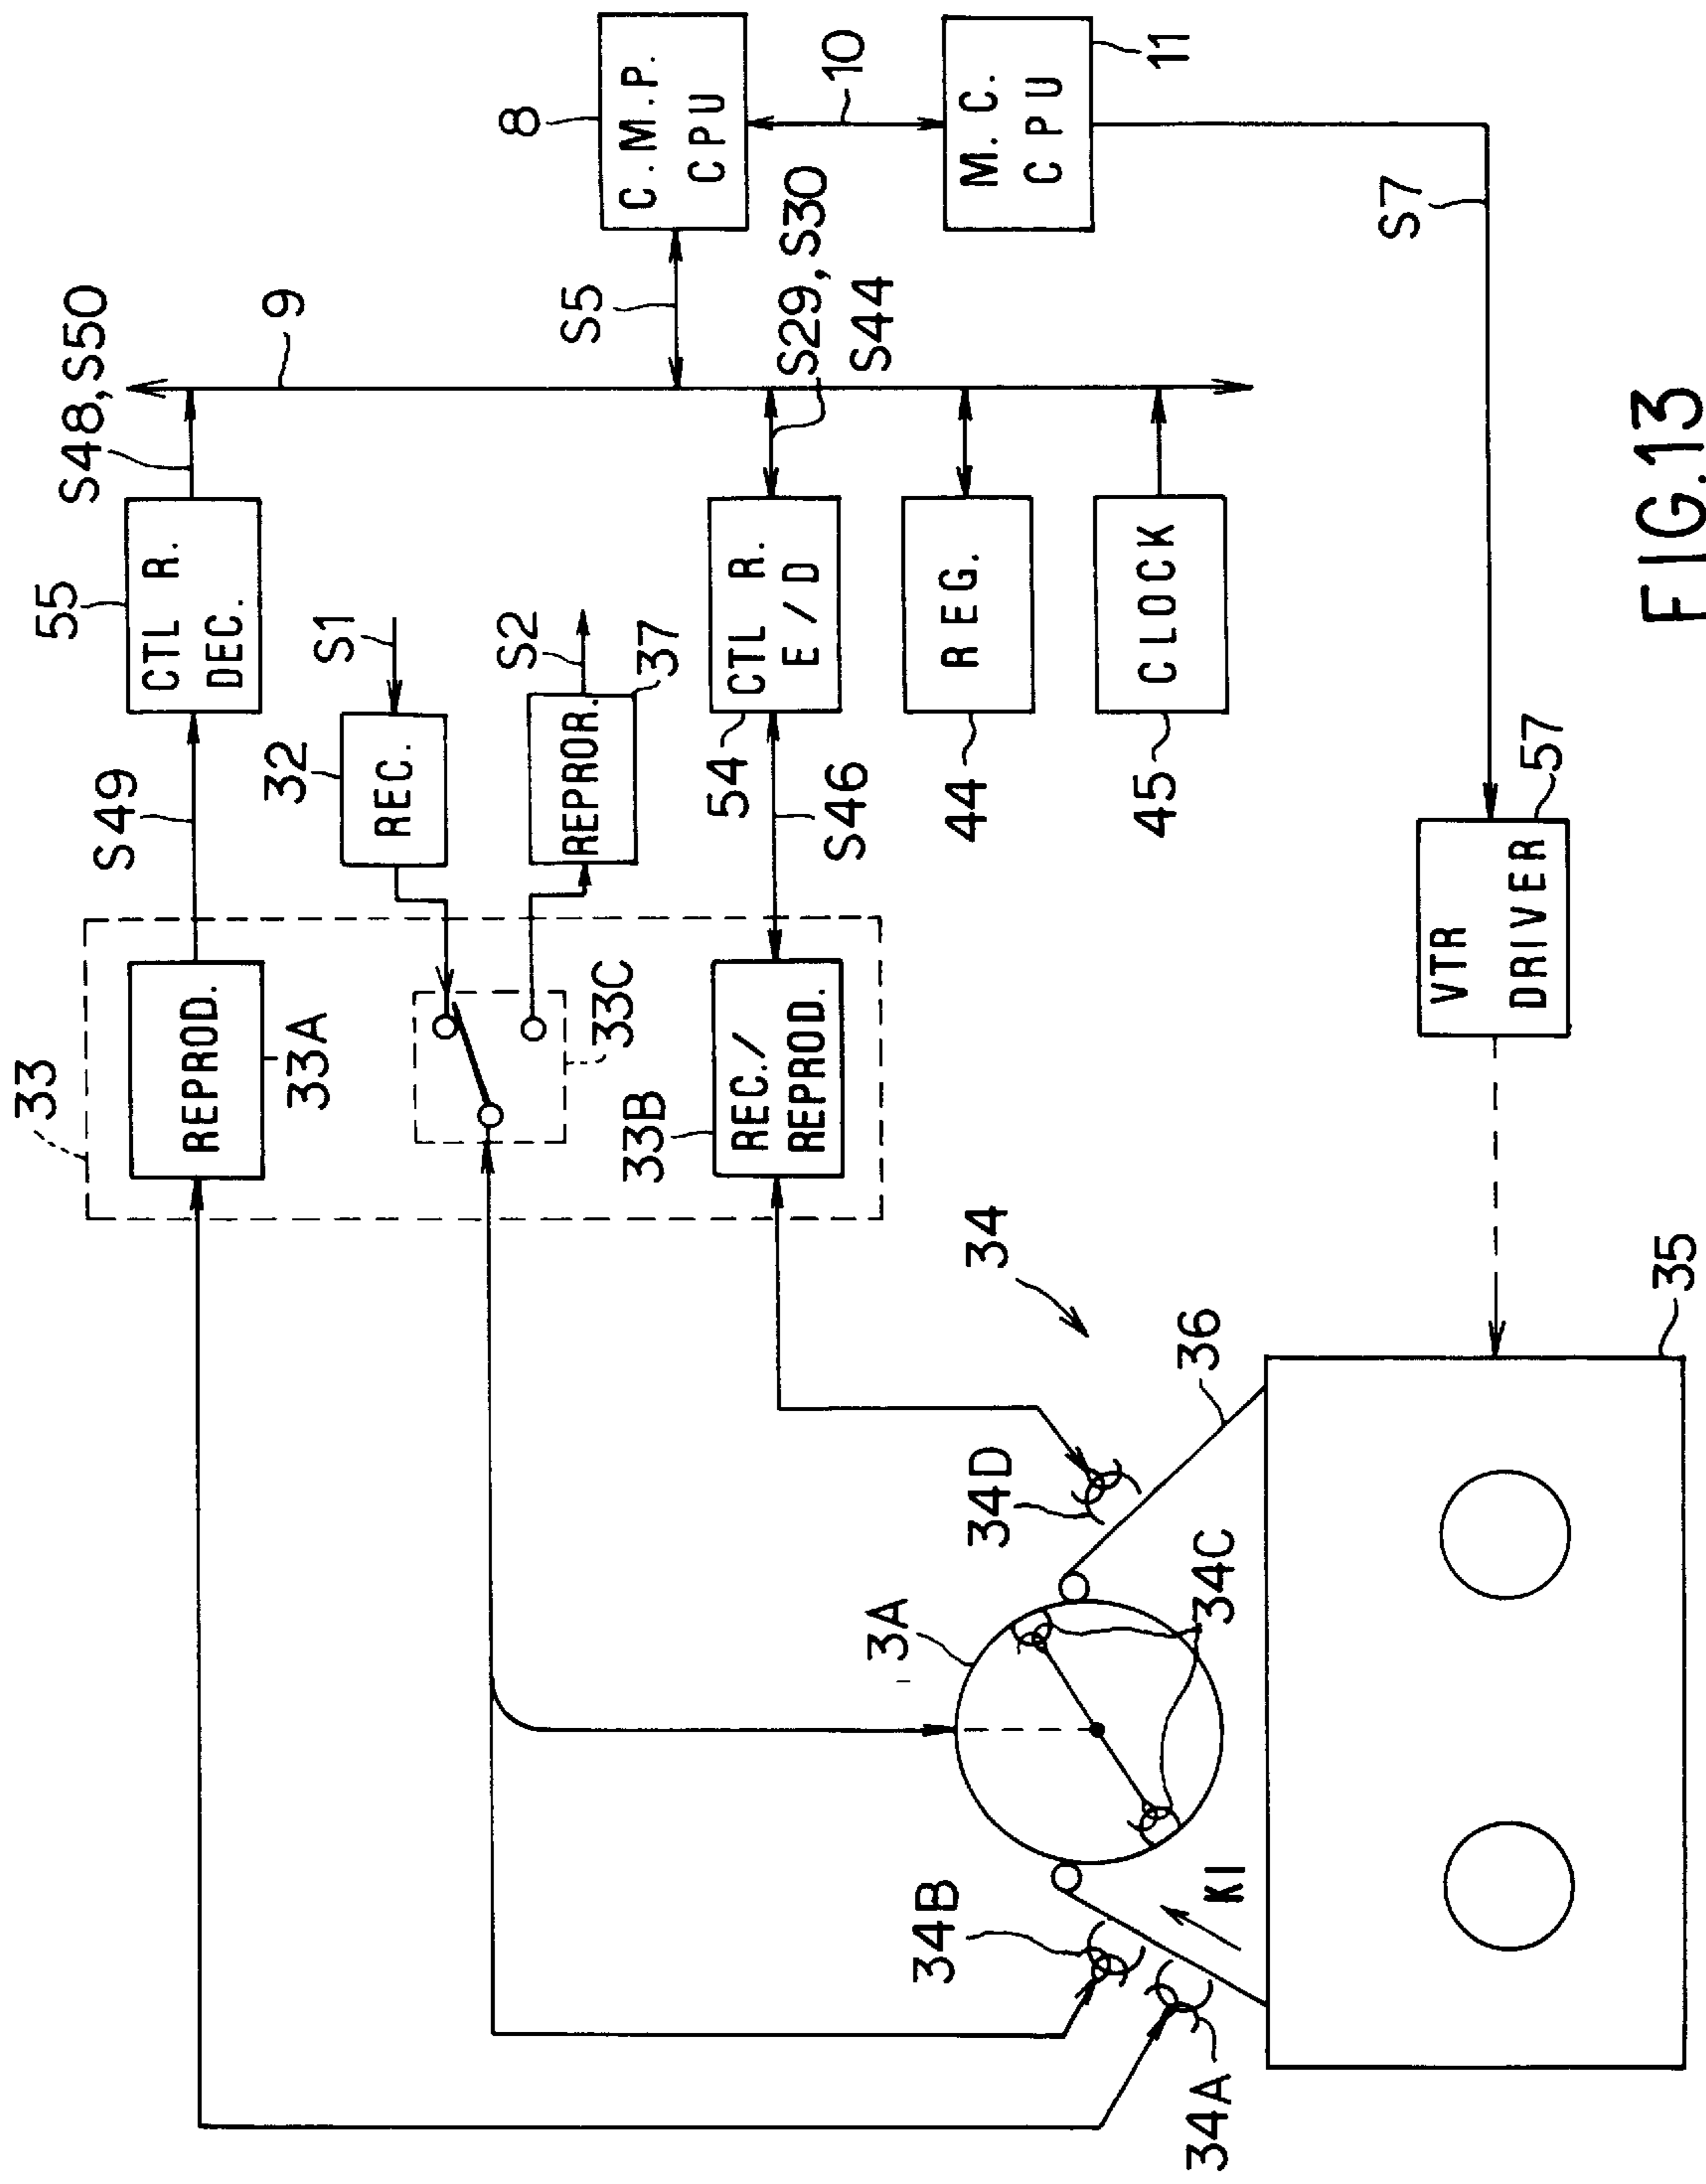 33
S49
55
S48, S50
9
REPROD.
33A
CTL R.
DEC.
32
S1
REC.
S2
REPROR.
37
33C
S5
8
C.M.P.
CPU
33B
REC./
REPROD.
54
S46
CTL R.
E/D
S29, S30
S44
10
44
REG.
M.C.
CPU
11
45
CLOCK
S7
34
3A
34B
34D
36
34C
34A
K1
VTR
DRIVER
57
35
FIG.13